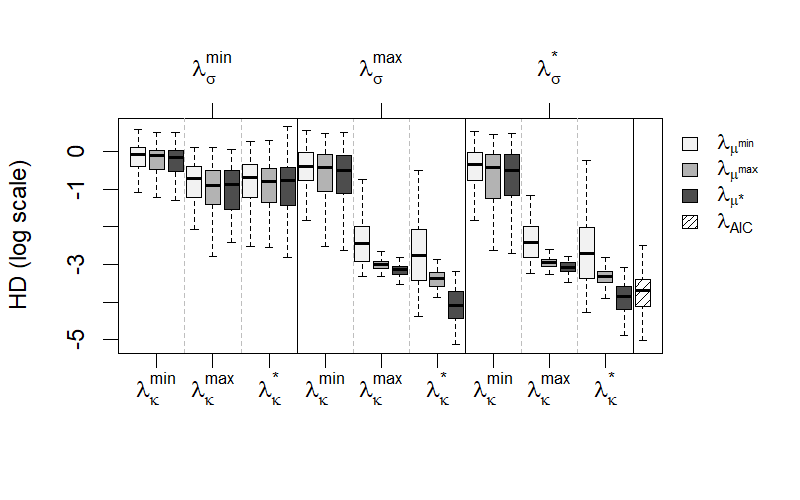 λσmin λσmax λσ*
HD (log scale)
0
-1
-3
-5
λκmin λκmax λκ* λκmin λκmax λκ* λκmin λκmax λκ*
λμmin
λμmax
λμ*
λAIC